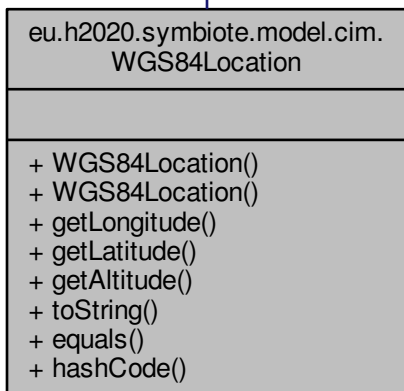 eu.h2020.symbiote.model.cim.
WGS84Location
+ WGS84Location()
+ WGS84Location()
+ getLongitude()
+ getLatitude()
+ getAltitude()
+ toString()
+ equals()
+ hashCode()